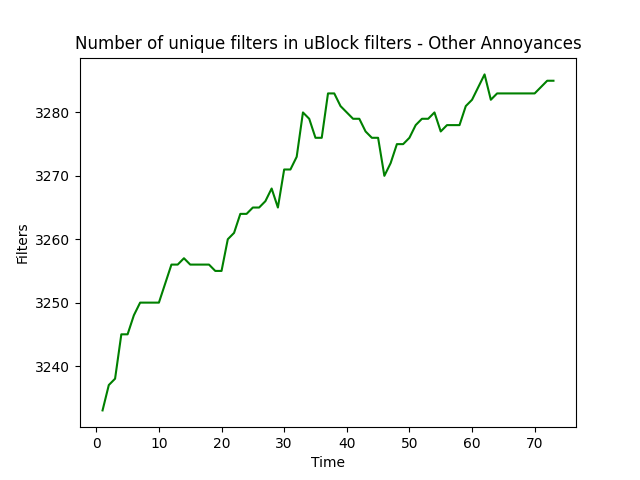 Number of unique filters in uBlock filters - Other Annoyances
Filters
3280
3270
3260
3250
3240
0 10 20 30 40 50 60 70
Time